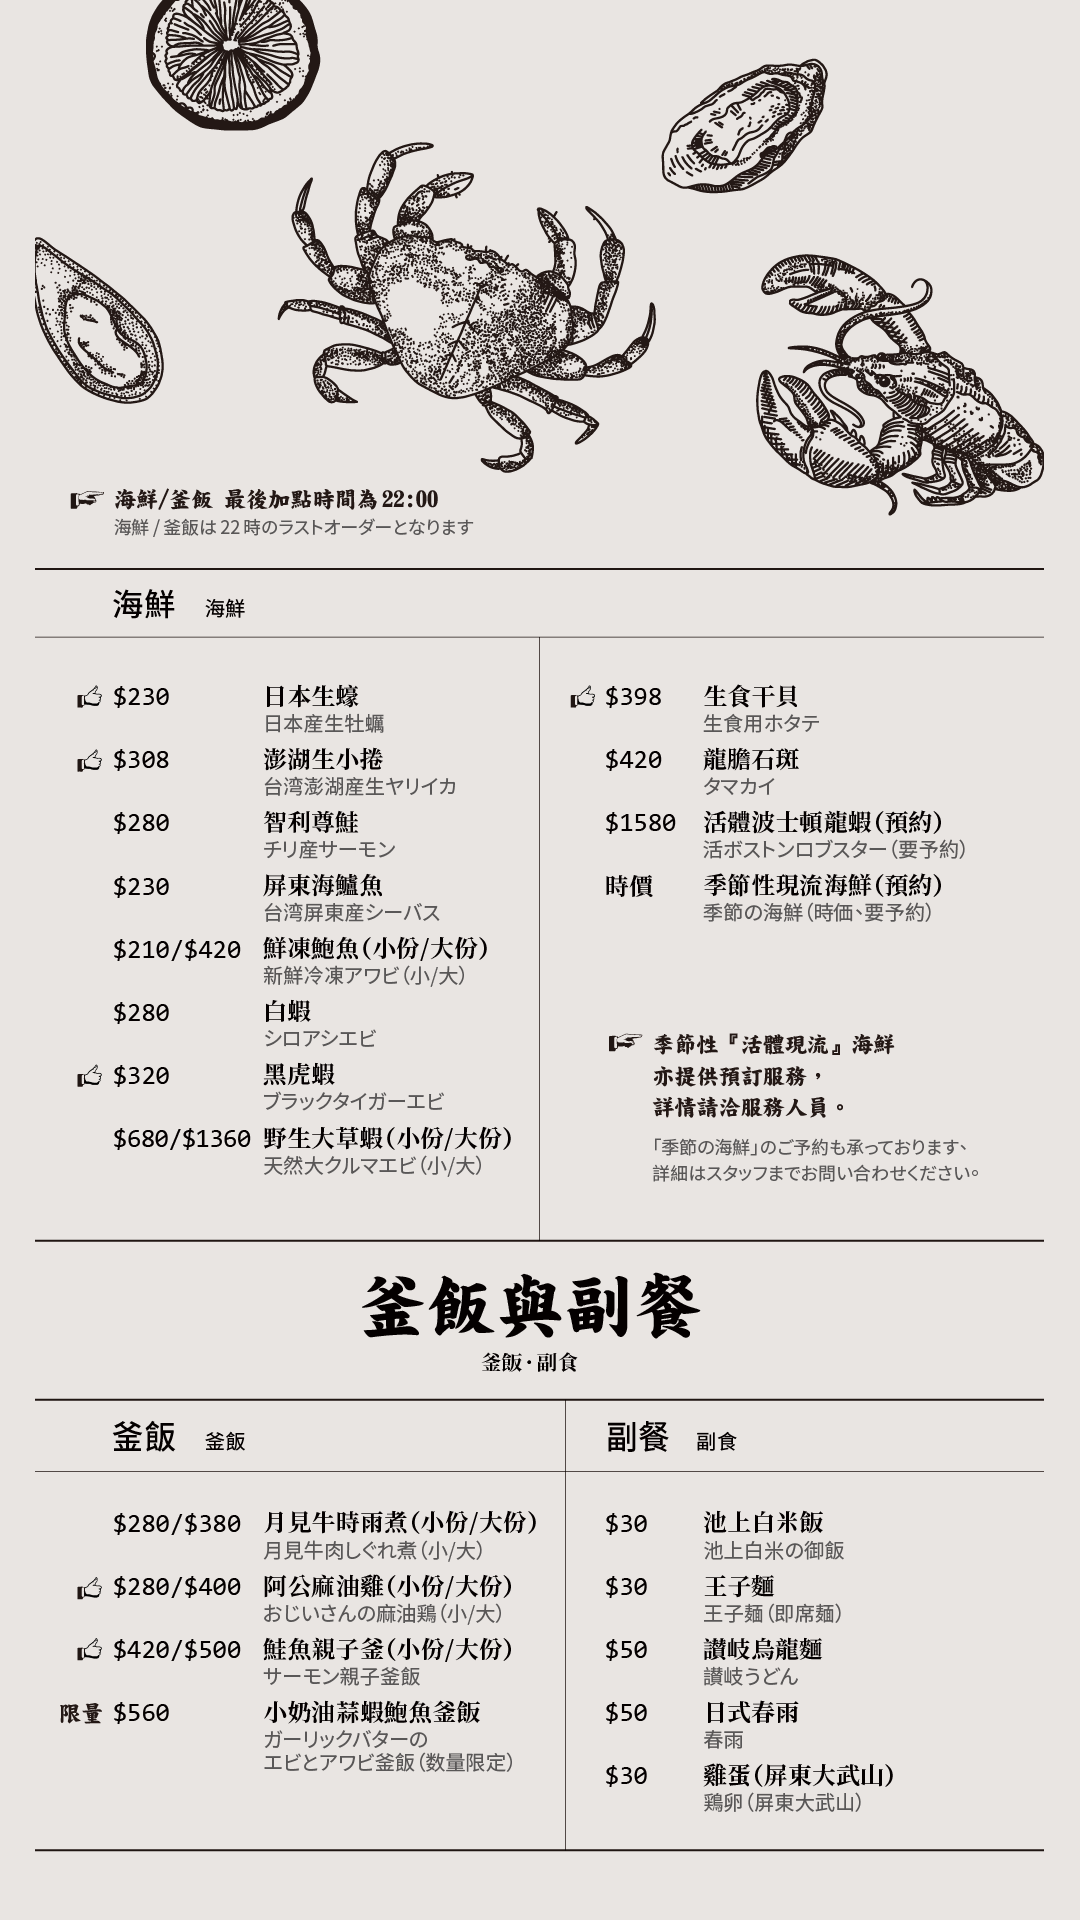 海鮮/釜飯 最後加點時間為22:00
海鮮 / 釜飯は 22 時のラストオーダーとなります
海鮮 海鮮
$230 日本生蠔
日本産生牡蠣
$308 澎湖生小捲
台湾澎湖産生ヤリイカ
$280 智利尊鮭
チリ産サーモン
$230 屏東海鱸魚
台湾屏東産シーバス
$210/$420 鮮凍鮑魚(小份/大份)
新鮮冷凍アワビ(小/大)
$280 白蝦
シロアシエビ
$320 黑虎蝦
ブラックタイガーエビ
$680/$1360 野生大草蝦(小份/大份)
天然大クルマエビ(小/大)
$398 生食干貝
生食用ホタテ
$420 龍膽石斑
タマカイ
$1580 活體波士頓龍蝦(預約)
活ボストンロブスター(要予約)
時價 季節性現流海鮮(預約)
季節の海鮮(時価、要予約)
季節性『活體現流』海鮮
亦提供預訂服務,
詳情請洽服務人員。
「季節の海鮮」のご予約も承っております、
詳細はスタッフまでお問い合わせください。
釜飯與副餐
釜飯・副食
釜飯 釜飯
$280/$380 月見牛時雨煮(小份/大份)
月見牛肉しぐれ煮(小/大)
$280/$400 阿公麻油雞(小份/大份)
おじいさんの麻油鶏(小/大)
$420/$500 鮭魚親子釜(小份/大份)
サーモン親子釜飯
限量 $560 小奶油蒜蝦鮑魚釜飯
ガーリックバターの
エビとアワビ釜飯(数量限定)
副餐 副食
$30 池上白米飯
池上白米の御飯
$30 王子麵
王子麺(即席麺)
$50 讃岐烏龍麵
讃岐うどん
$50 日式春雨
春雨
$30 雞蛋(屏東大武山)
鶏卵(屏東大武山)